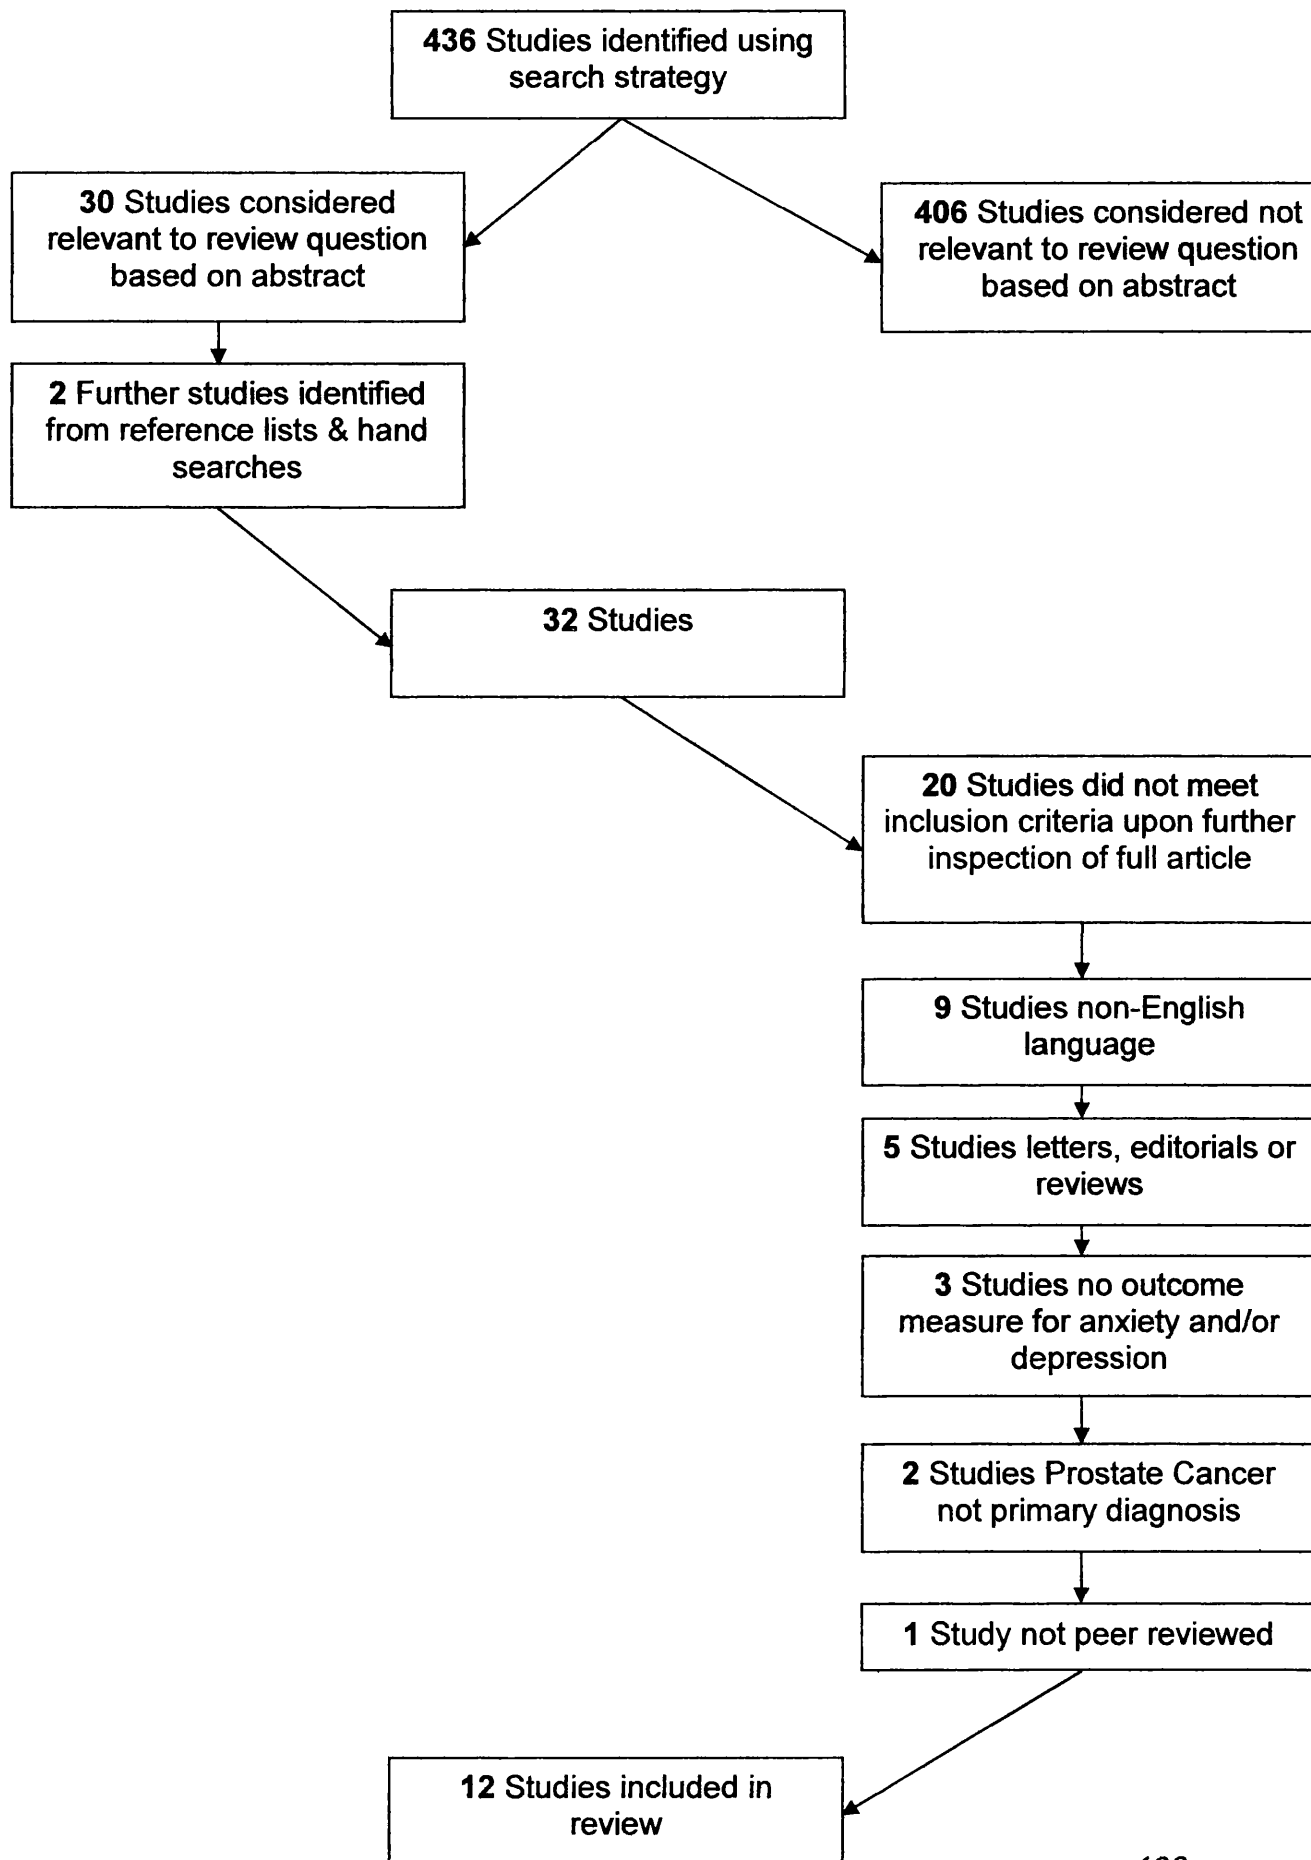 436 Studies identified using
search strategy
30 Studies considered
relevant to review question
based on abstract
406 Studies considered not
relevant to review question
based on abstract
2 Further studies identified
from reference lists & hand
searches
32 Studies
20 Studies did not meet
inclusion criteria upon further
inspection of full article
9 Studies non-English
language
5 Studies letters, editorials or
reviews
3 Studies no outcome
measure for anxiety and/or
depression
2 Studies Prostate Cancer
not primary diagnosis
1 Study not peer reviewed
12 Studies included in
review